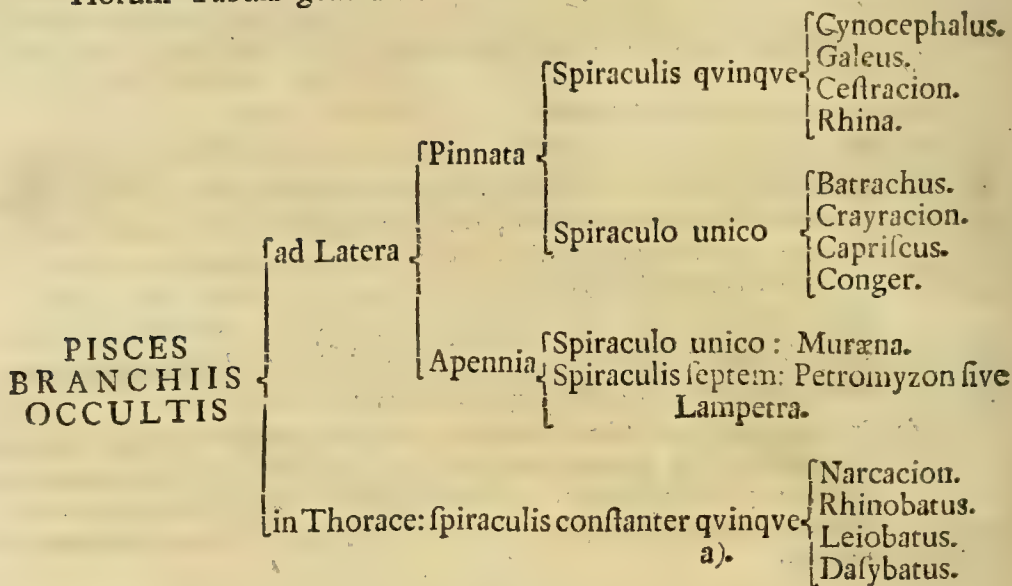 Gynocephalus.
Galeus.
Ceſtracion.
Rhina.
Spiraculis qvinqve
Pinnata
Batrachus.
Crayracion.
Capriſcus.
Conger.
Spiraculo unico
ad Latera
PISCES
BRANCHIIS
OCCULTIS
Apennia
Spiraculo unico: Muræna.
Spiraculis ſeptem: Petromyzon ſive
Lampetra.
in Thorace: ſpiraculis conſtanter qvinqve
a).
Narcacion.
Rhinobatus.
Leiobatus.
Daſybatus.